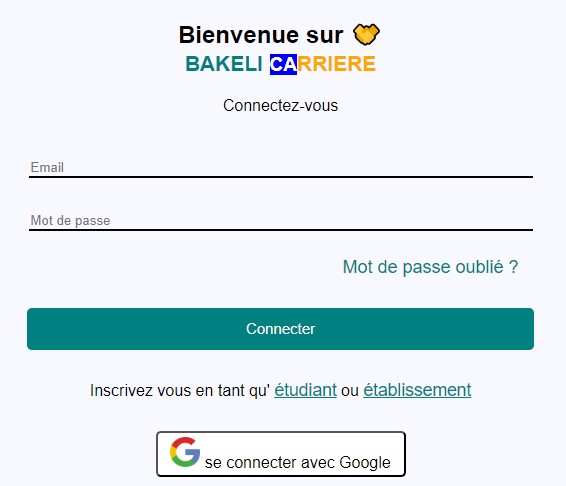 Bienvenue sur
BAKELI CARRIERE
Connectez-vous
Email
Mot de passe
Mot de passe oublié ?
Connecter
Inscrivez vous en tant qu' étudiant ou établissement
se connecter avec Google